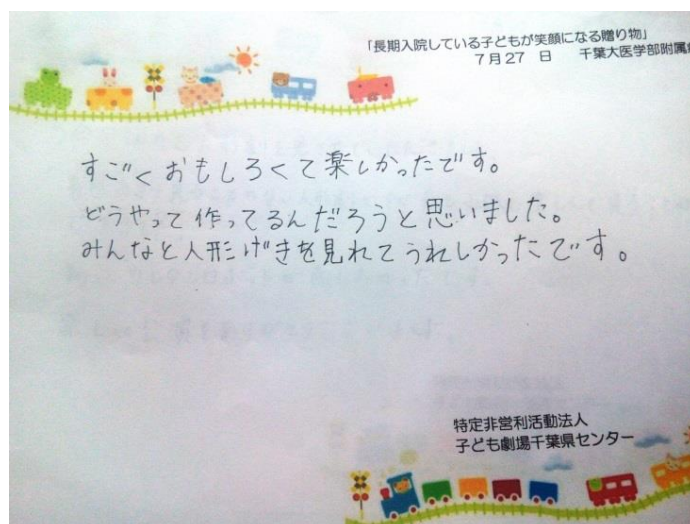 「長期入院している子どもが笑顔になる贈り物」
7月27 日 千葉大医学部附属
すごくおもしろくて楽しかったです。
どうやって作ってるんだろうと思いました。
みんなと人形げきを見れてうれしかったです。
特定非営利活動法人
子ども劇場千葉県センター